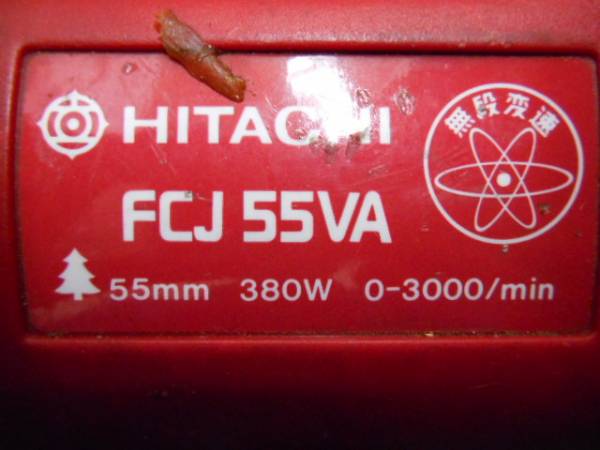 HITACHI
無段変速
FCJ 55VA
55mm 380W 0-3000/min